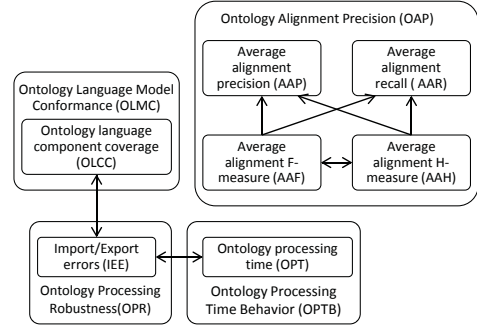 Ontology Alignment Precision (OAP)
Average
alignment
precision (AAP)
Average
alignment
recall ( AAR)
Average
alignment F-
measure (AAF)
Average
alignment H-
measure (AAH)
Ontology Language Model
Conformance (OLMC)
Ontology language
component coverage
(OLCC)
Import/Export
errors (IEE)
Ontology Processing
Robustness(OPR)
Ontology processing
time (OPT)
Ontology Processing
Time Behavior (OPTB)